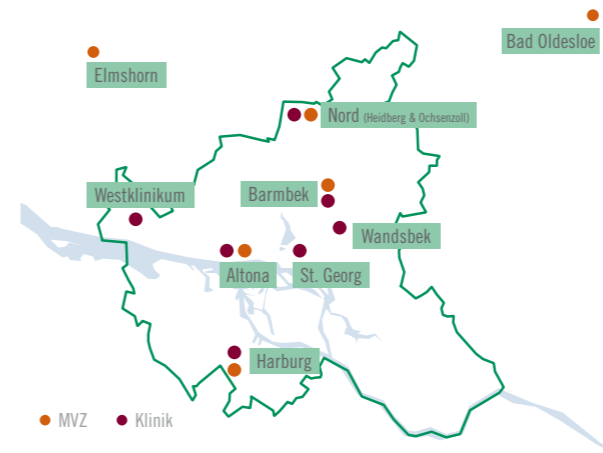 Bad Oldesloe
Elmshorn
Nord (Heidberg & Ochsenzoll)
Westklinikum
Barmbek
Wandsbek
Altona
St. Georg
Harburg
MVZ
Klinik